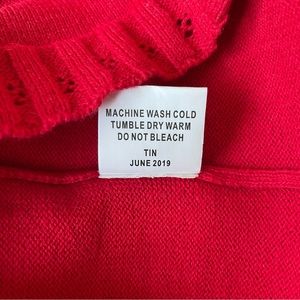 MACHINE WASH COLD
TUMBLE DRY WARM
DO NOT BLEACH
TIN
JUNE 2019